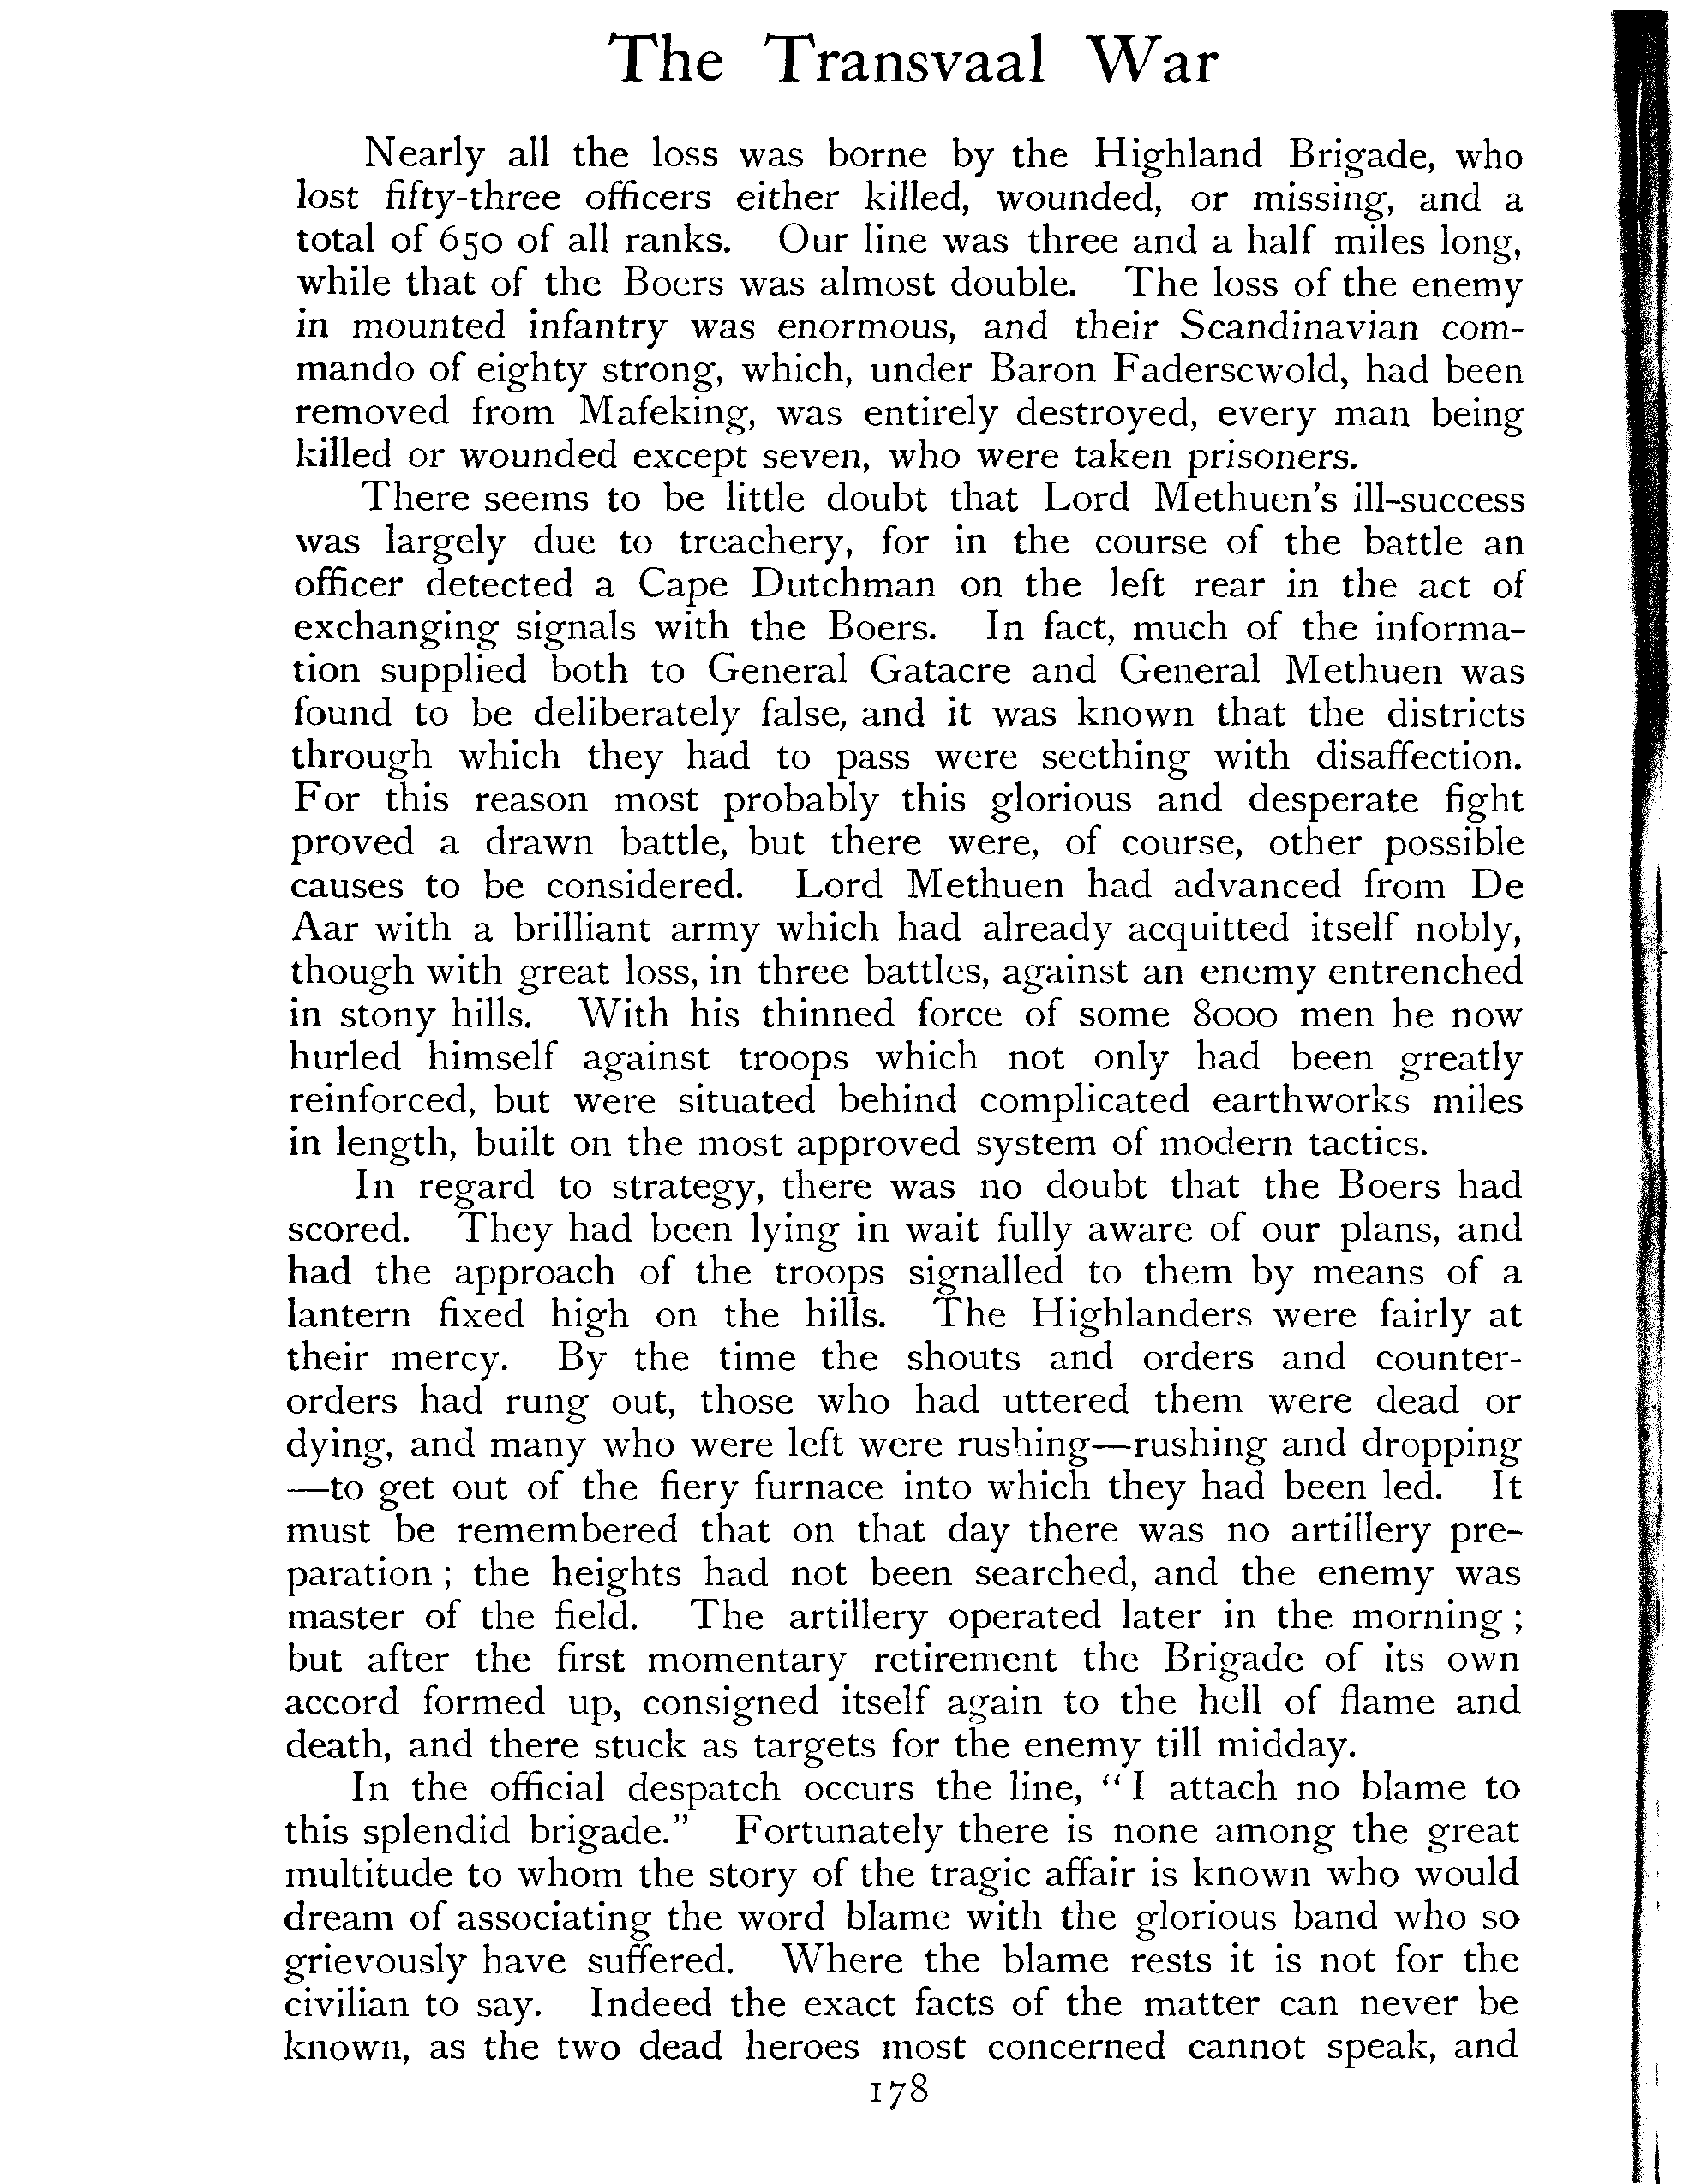 The Transvaal War
Nearly all the loss was borne by the Highland Brigade, who
lost fifty-three officers either killed, wounded, or missing, and a
total of 650 of all ranks. Our line was three and a half miles long,
while that of the Boers was almost double. The loss of the enemy
in mounted infantry was enormous, and their Scandinavian com-
mando of eighty strong, which, under Baron Faderscwold, had been
removed from Mafeking, was entirely destroyed, every man being
killed or wounded except seven, who were taken prisoners.
There seems to be little doubt that Lord Methuen's ill-success
was largely due to treachery, for in the course of the battle an
officer detected a Cape Dutchman on the left rear in the act of
exchanging signals with the Boers. In fact, much of the informa-
tion supplied both to General Gatacre and General Methuen was
found to be deliberately false, and it was known that the districts
through which they had to pass were seething with disaffection.
For this reason most probably this glorious and desperate fight
proved a drawn battle, but there were, of course, other possible
causes to be considered. Lord Methuen had advanced from De
Aar with a brilliant army which had already acquitted itself nobly,
though with great loss, in three battles, against an enemy entrenched
in stony hills. With his thinned force of some 8000 men he now
hurled himself against troops which not only had been greatly
reinforced, but were situated behind complicated earthworks miles
in length, built on the most approved system of modern tactics.
In regard to strategy, there was no doubt that the Boers had
scored. They had been lying in wait fully aware of our plans, and
had the approach of the troops signalled to them by means of a
lantern fixed high on the hills. The Highlanders were fairly at
their mercy. By the time the shouts and orders and counter-
orders had rung out, those who had uttered them were dead or
dying, and many who were left were rushing—rushing and dropping
—to get out of the fiery furnace into which they had been led. It
must be remembered that on that day there was no artillery pre-
paration; the heights had not been searched, and the enemy was
master of the field. The artillery operated later in the morning;
but after the first momentary retirement the Brigade of its own
accord formed up, consigned itself again to the hell of flame and
death, and there stuck as targets for the enemy till midday.
In the official despatch occurs the line, "I attach no blame to
this splendid brigade." Fortunately there is none among the great
multitude to whom the story of the tragic affair is known who would
dream of associating the word blame with the glorious band who so
grievously have suffered. Where the blame rests it is not for the
civilian to say. Indeed the exact facts of the matter can never be
known, as the two dead heroes most concerned cannot speak, and
178